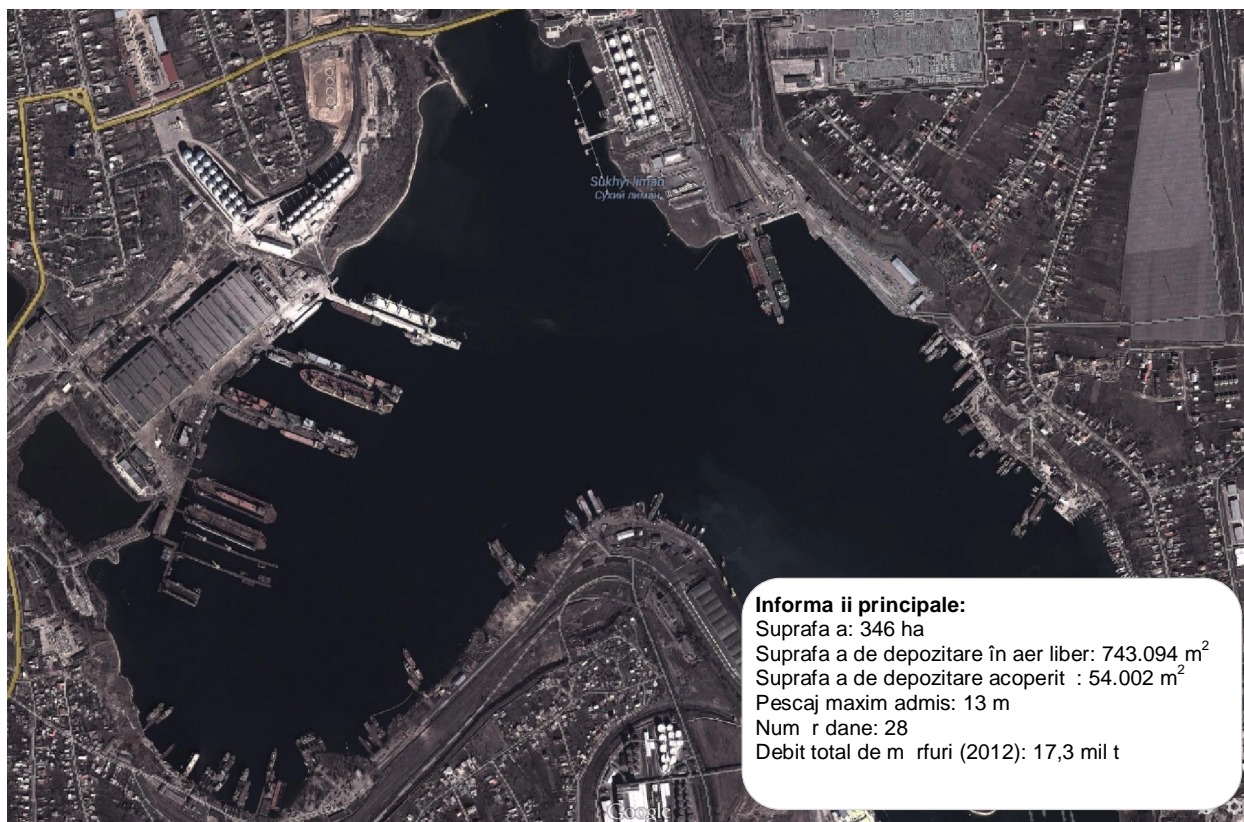 Sukhyi liman
Сухий лиман
Informa ii principale:
Suprafa a: 346 ha
Suprafa a de depozitare în aer liber: 743.094 m²
Suprafa a de depozitare acoperit : 54.002 m²
Pescaj maxim admis: 13 m
Num r dane: 28
Debit total de m rfuri (2012): 17,3 mil t
Google